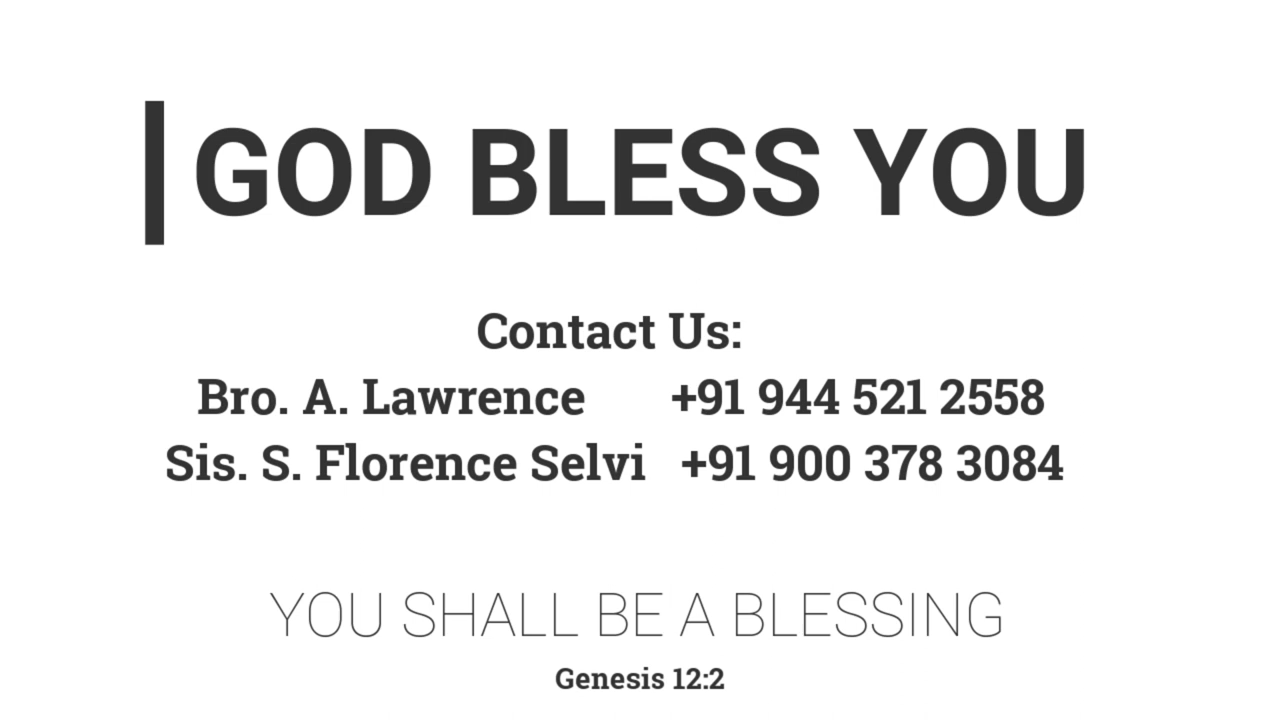 GOD BLESS YOU
Contact Us:
Bro. A. Lawrence +91 944 521 2558
Sis. S. Florence Selvi +91 900 378 3084
YOU SHALL BE A BLESSING
Genesis 12:2